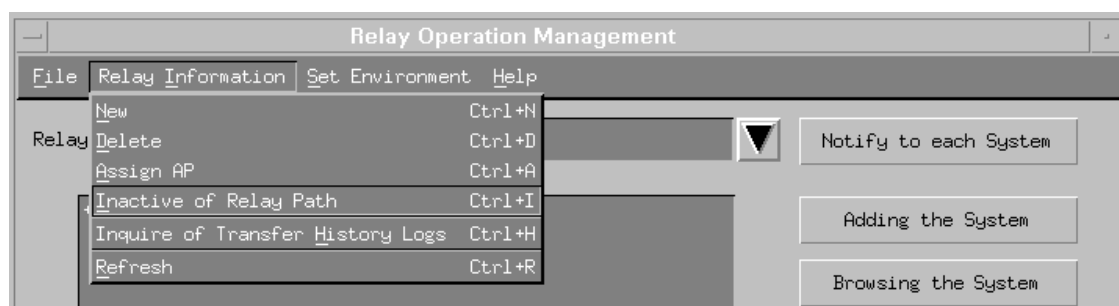 Relay Operation Management
File Relay Information Set Environment Help
New Ctrl+N
Relay Delete Ctrl+D Notify to each System
Assign AP Ctrl+A
Inactive of Relay Path Ctrl+I
Adding the System
Inquire of Transfer History Logs Ctrl+H
Refresh Ctrl+R
Browsing the System